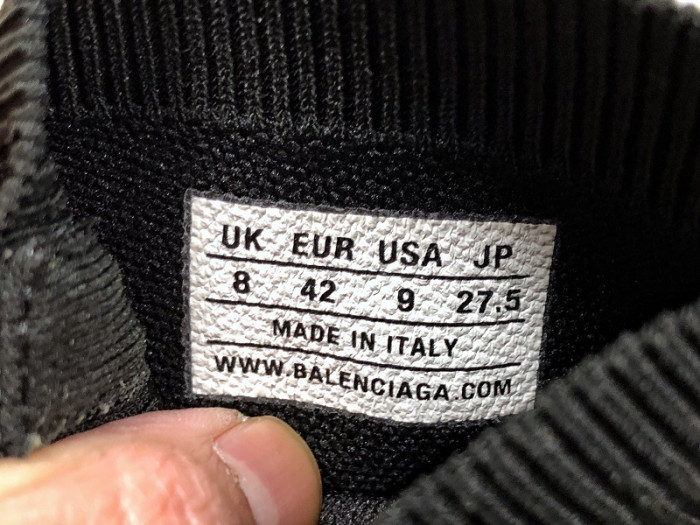 UK EUR USA JP
8 42 9 27.5
MADE IN ITALY
WWW.BALENCIAGA.COM